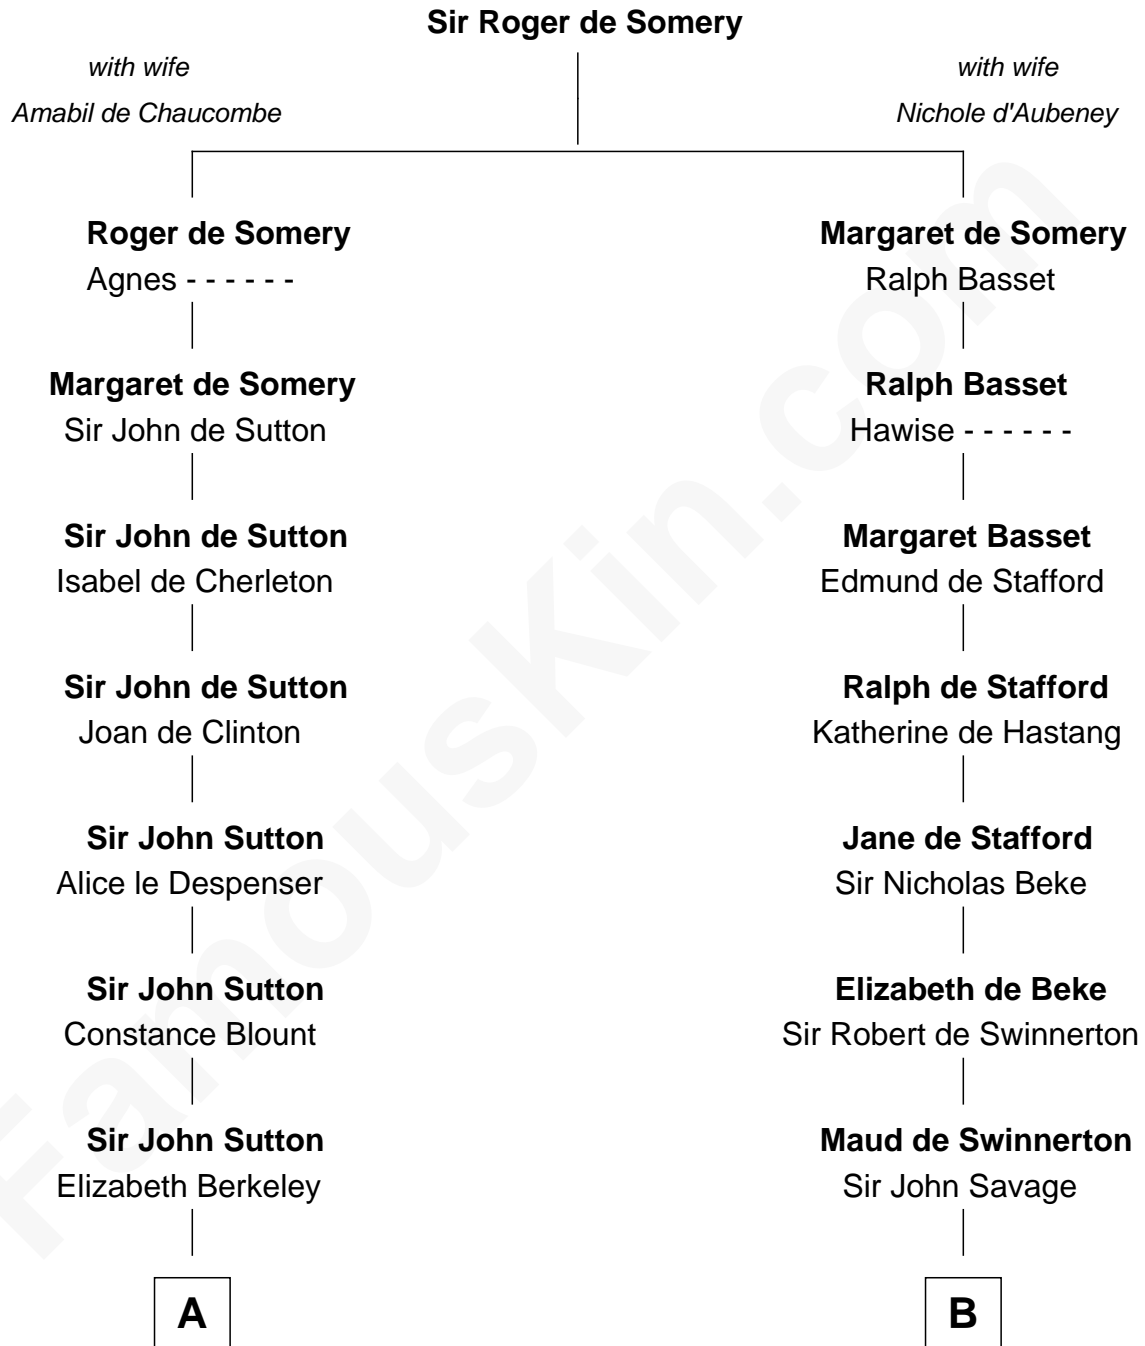 Sir Roger de Somery
with wife
Amabil de Chaucombe
with wife
Nichole d'Aubeney
Roger de Somery
Agnes - - - - - -
Margaret de Somery
Ralph Basset
Margaret de Somery
Sir John de Sutton
Ralph Basset
Hawise - - - - - -
Sir John de Sutton
Isabel de Cherleton
Margaret Basset
Edmund de Stafford
Sir John de Sutton
Joan de Clinton
Ralph de Stafford
Katherine de Hastang
Sir John Sutton
Alice le Despenser
Jane de Stafford
Sir Nicholas Beke
Sir John Sutton
Constance Blount
Elizabeth de Beke
Sir Robert de Swinnerton
Sir John Sutton
Elizabeth Berkeley
Maud de Swinnerton
Sir John Savage
A
B
FamousKin.com